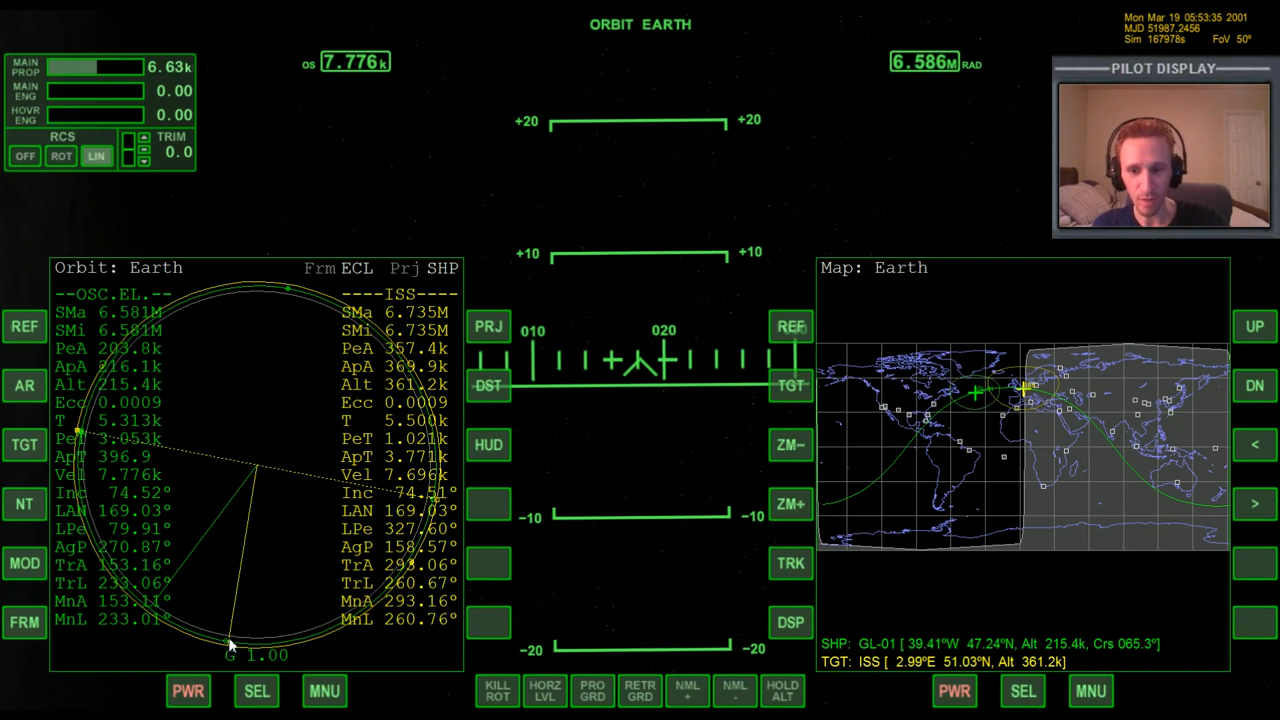 ORBIT EARTH
Mon Mar 19 05:53:35 2001
MJD 51987.2456
Sim 167978s FoV 50°
MAIN PROP 6.63k
MAIN ENG 0.00
HOVR ENG 0.00
RCS TRIM
OFF ROT LIN 0.0
OS 7.776k
6.586M RAD
PILOT DISPLAY
+20 +20
+10 +10
010 020
-10 -10
-20 -20
Orbit: Earth Frm ECL Prj SHP
--OSC.EL.-- ----ISS----
SMa 6.581M SMa 6.735M
SMi 6.581M SMi 6.735M
PeA 203.8k PeA 357.4k
ApA 216.1k ApA 369.9k
Alt 215.4k Alt 361.2k
Ecc 0.0009 Ecc 0.0009
T 5.313k T 5.500k
PeT 3.053k PeT 1.021k
ApT 396.9 ApT 3.771k
Vel 7.776k Vel 7.696k
Inc 74.52° Inc 74.51°
LAN 169.03° LAN 169.03°
LPe 79.91° LPe 327.60°
AgP 270.87° AgP 158.57°
TrA 153.16° TrA 293.06°
TrL 233.06° TrL 260.67°
MnA 153.11° MnA 293.16°
MnL 233.01° MnL 260.76°
G 1.00
REF
AR
TGT
NT
MOD
FRM
PRJ
DST
HUD
PWR SEL MNU
KILL ROT
HORZ LVL
PRO GRD
RETR GRD
NML +
NML -
HOLD ALT
Map: Earth
REF
TGT
ZM-
ZM+
TRK
DSP
UP
DN
<
>
SHP: GL-01 [ 39.41°W 47.24°N, Alt 215.4k, Crs 065.3°]
TGT: ISS [ 2.99°E 51.03°N, Alt 361.2k]
PWR SEL MNU